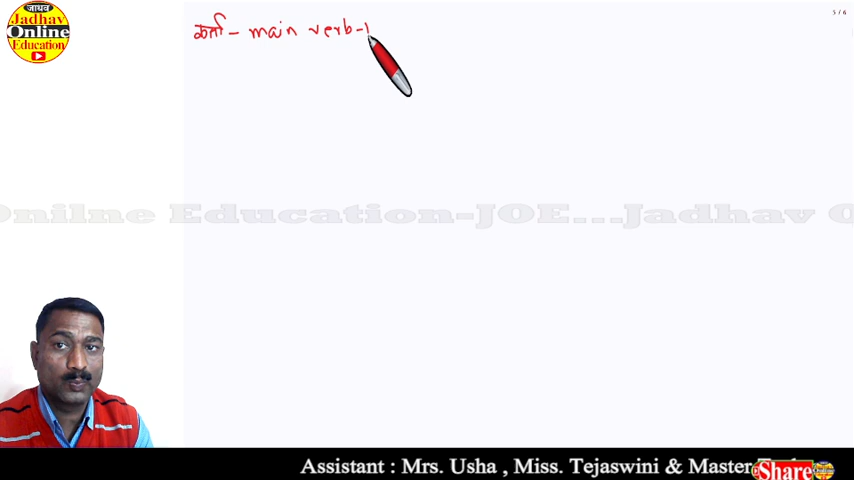 जाधव
Jadhav
Online
Education
कर्ता - main verb-1
5 / 6
Onilne Education-JOE...Jadhav O
Assistant : Mrs. Usha , Miss. Tejaswini & Master
Share